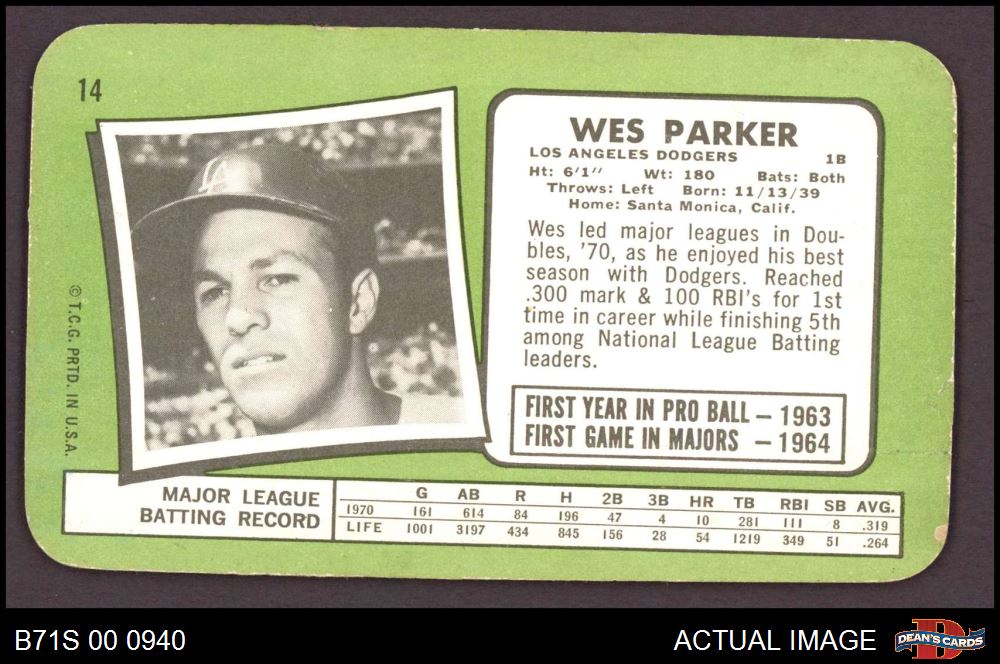 14
© T.C.G. PRTD. IN U.S.A.
LA
WES PARKER
LOS ANGELES DODGERS 1B
Ht: 6'1" Wt: 180 Bats: Both
Throws: Left Born: 11/13/39
Home: Santa Monica, Calif.
Wes led major leagues in Dou-
bles, '70, as he enjoyed his best
season with Dodgers. Reached
.300 mark & 100 RBI's for 1st
time in career while finishing 5th
among National League Batting
leaders.
FIRST YEAR IN PRO BALL — 1963
FIRST GAME IN MAJORS — 1964
MAJOR LEAGUE
BATTING RECORD
G AB R H 2B 3B HR TB RBI SB AVG.
1970 161 614 84 196 47 4 10 281 111 8 .319
LIFE 1001 3197 434 845 156 28 54 1219 349 51 .264
B71S 00 0940
ACTUAL IMAGE
D
DEAN'S CARDS